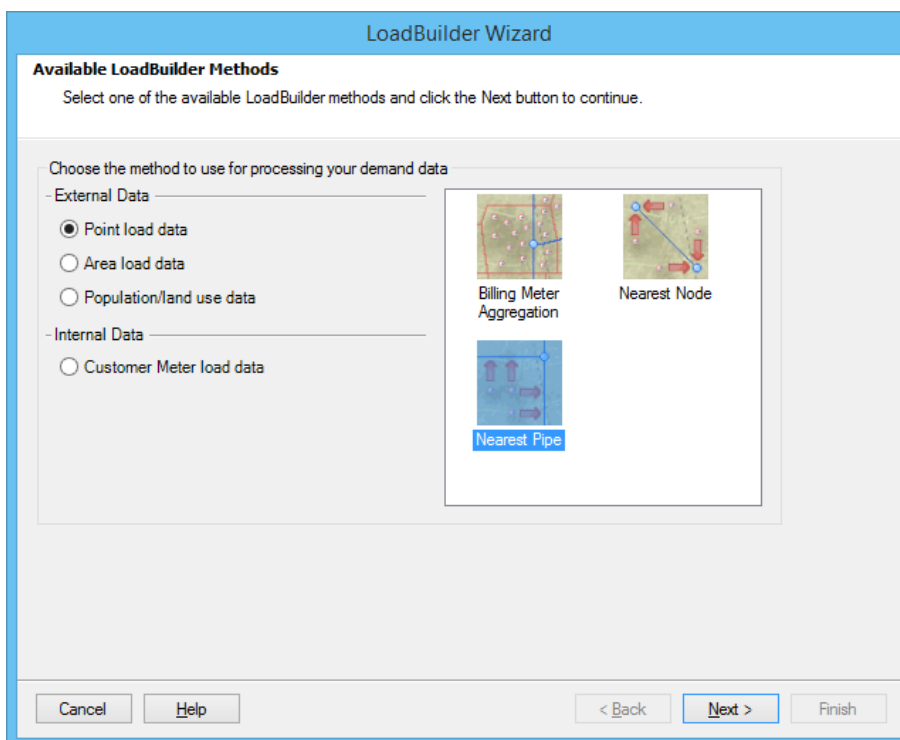 LoadBuilder Wizard
Available LoadBuilder Methods
Select one of the available LoadBuilder methods and click the Next button to continue.
Choose the method to use for processing your demand data
External Data
Point load data
Area load data
Population/land use data
Internal Data
Customer Meter load data
Billing Meter
Aggregation
Nearest Node
Nearest Pipe
Cancel
Help
< Back
Next >
Finish